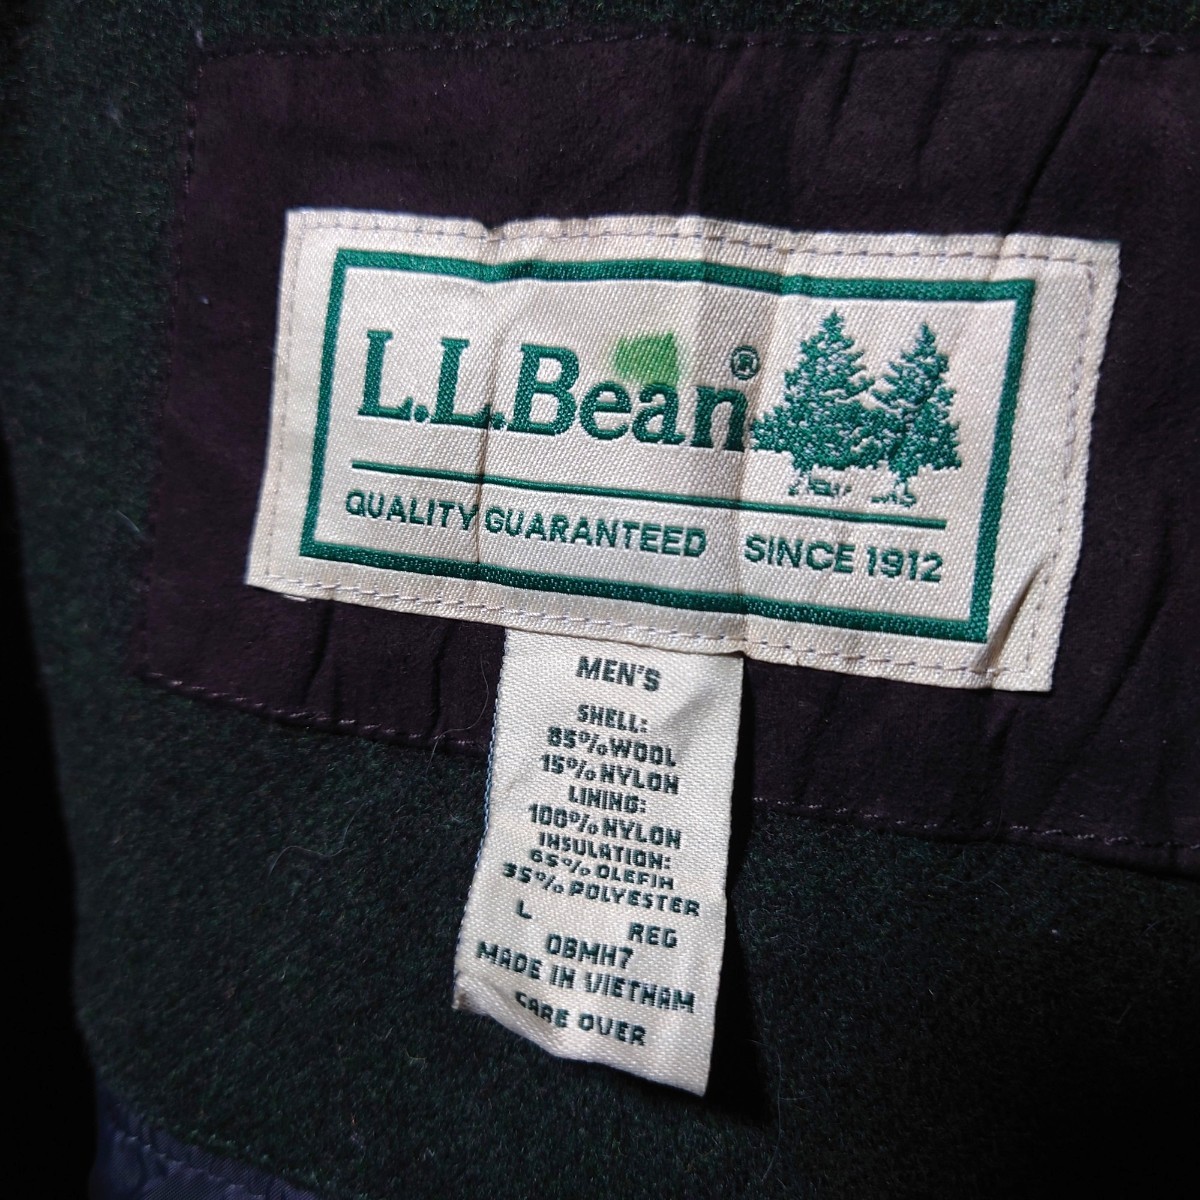 L.L.Bean®
QUALITY GUARANTEED SINCE 1912
MEN'S
SHELL:
85% WOOL
15% NYLON
LINING:
100% NYLON
INSULATION:
65% OLEFIN
35% POLYESTER
L REG
0BMH7
MADE IN VIETNAM
CARE OVER